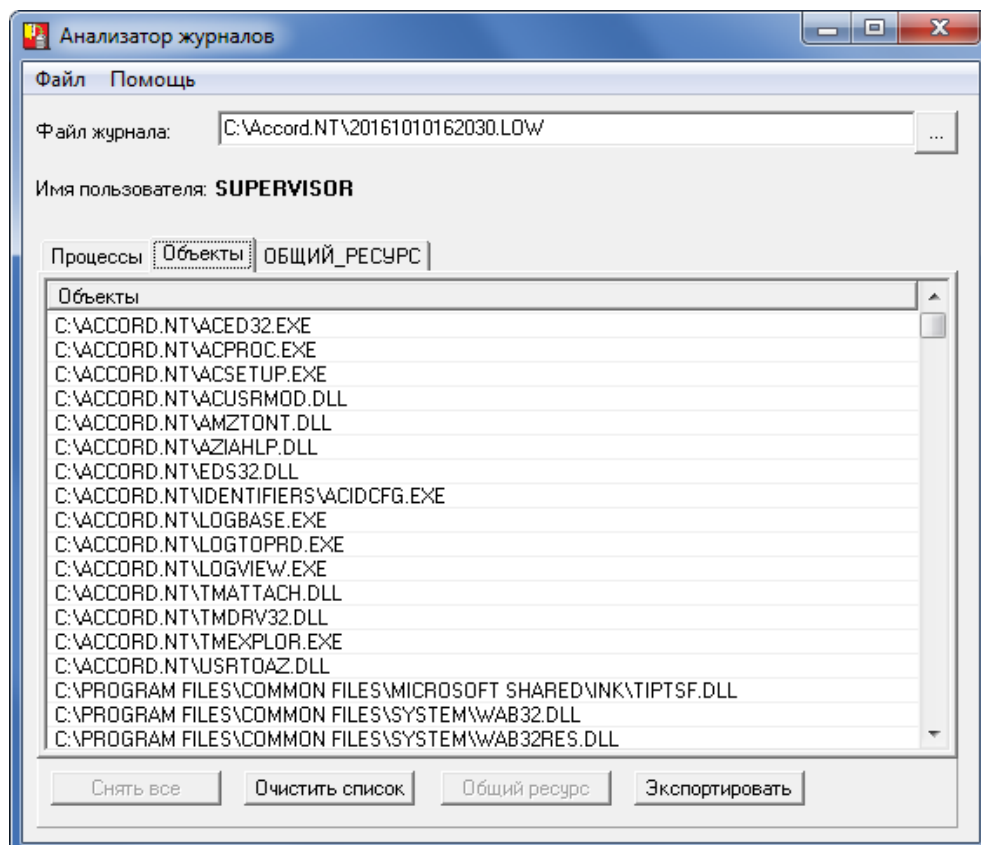 Анализатор журналов
Файл Помощь
Файл журнала: C:\Accord.NT\20161010162030.LOW ...
Имя пользователя: SUPERVISOR
Процессы Объекты ОБЩИЙ_РЕСУРС
Объекты
C:\ACCORD.NT\ACED32.EXE
C:\ACCORD.NT\ACPROC.EXE
C:\ACCORD.NT\ACSETUP.EXE
C:\ACCORD.NT\ACUSRMOD.DLL
C:\ACCORD.NT\AMZTONT.DLL
C:\ACCORD.NT\AZIAHLP.DLL
C:\ACCORD.NT\EDS32.DLL
C:\ACCORD.NT\IDENTIFIERS\ACIDCFG.EXE
C:\ACCORD.NT\LOGBASE.EXE
C:\ACCORD.NT\LOGTOPRD.EXE
C:\ACCORD.NT\LOGVIEW.EXE
C:\ACCORD.NT\TMATTACH.DLL
C:\ACCORD.NT\TMDRV32.DLL
C:\ACCORD.NT\TMEXPLOR.EXE
C:\ACCORD.NT\USRTOAZ.DLL
C:\PROGRAM FILES\COMMON FILES\MICROSOFT SHARED\INK\TIPTSF.DLL
C:\PROGRAM FILES\COMMON FILES\SYSTEM\WAB32.DLL
C:\PROGRAM FILES\COMMON FILES\SYSTEM\WAB32RES.DLL
Снять все Очистить список Общий ресурс Экспортировать